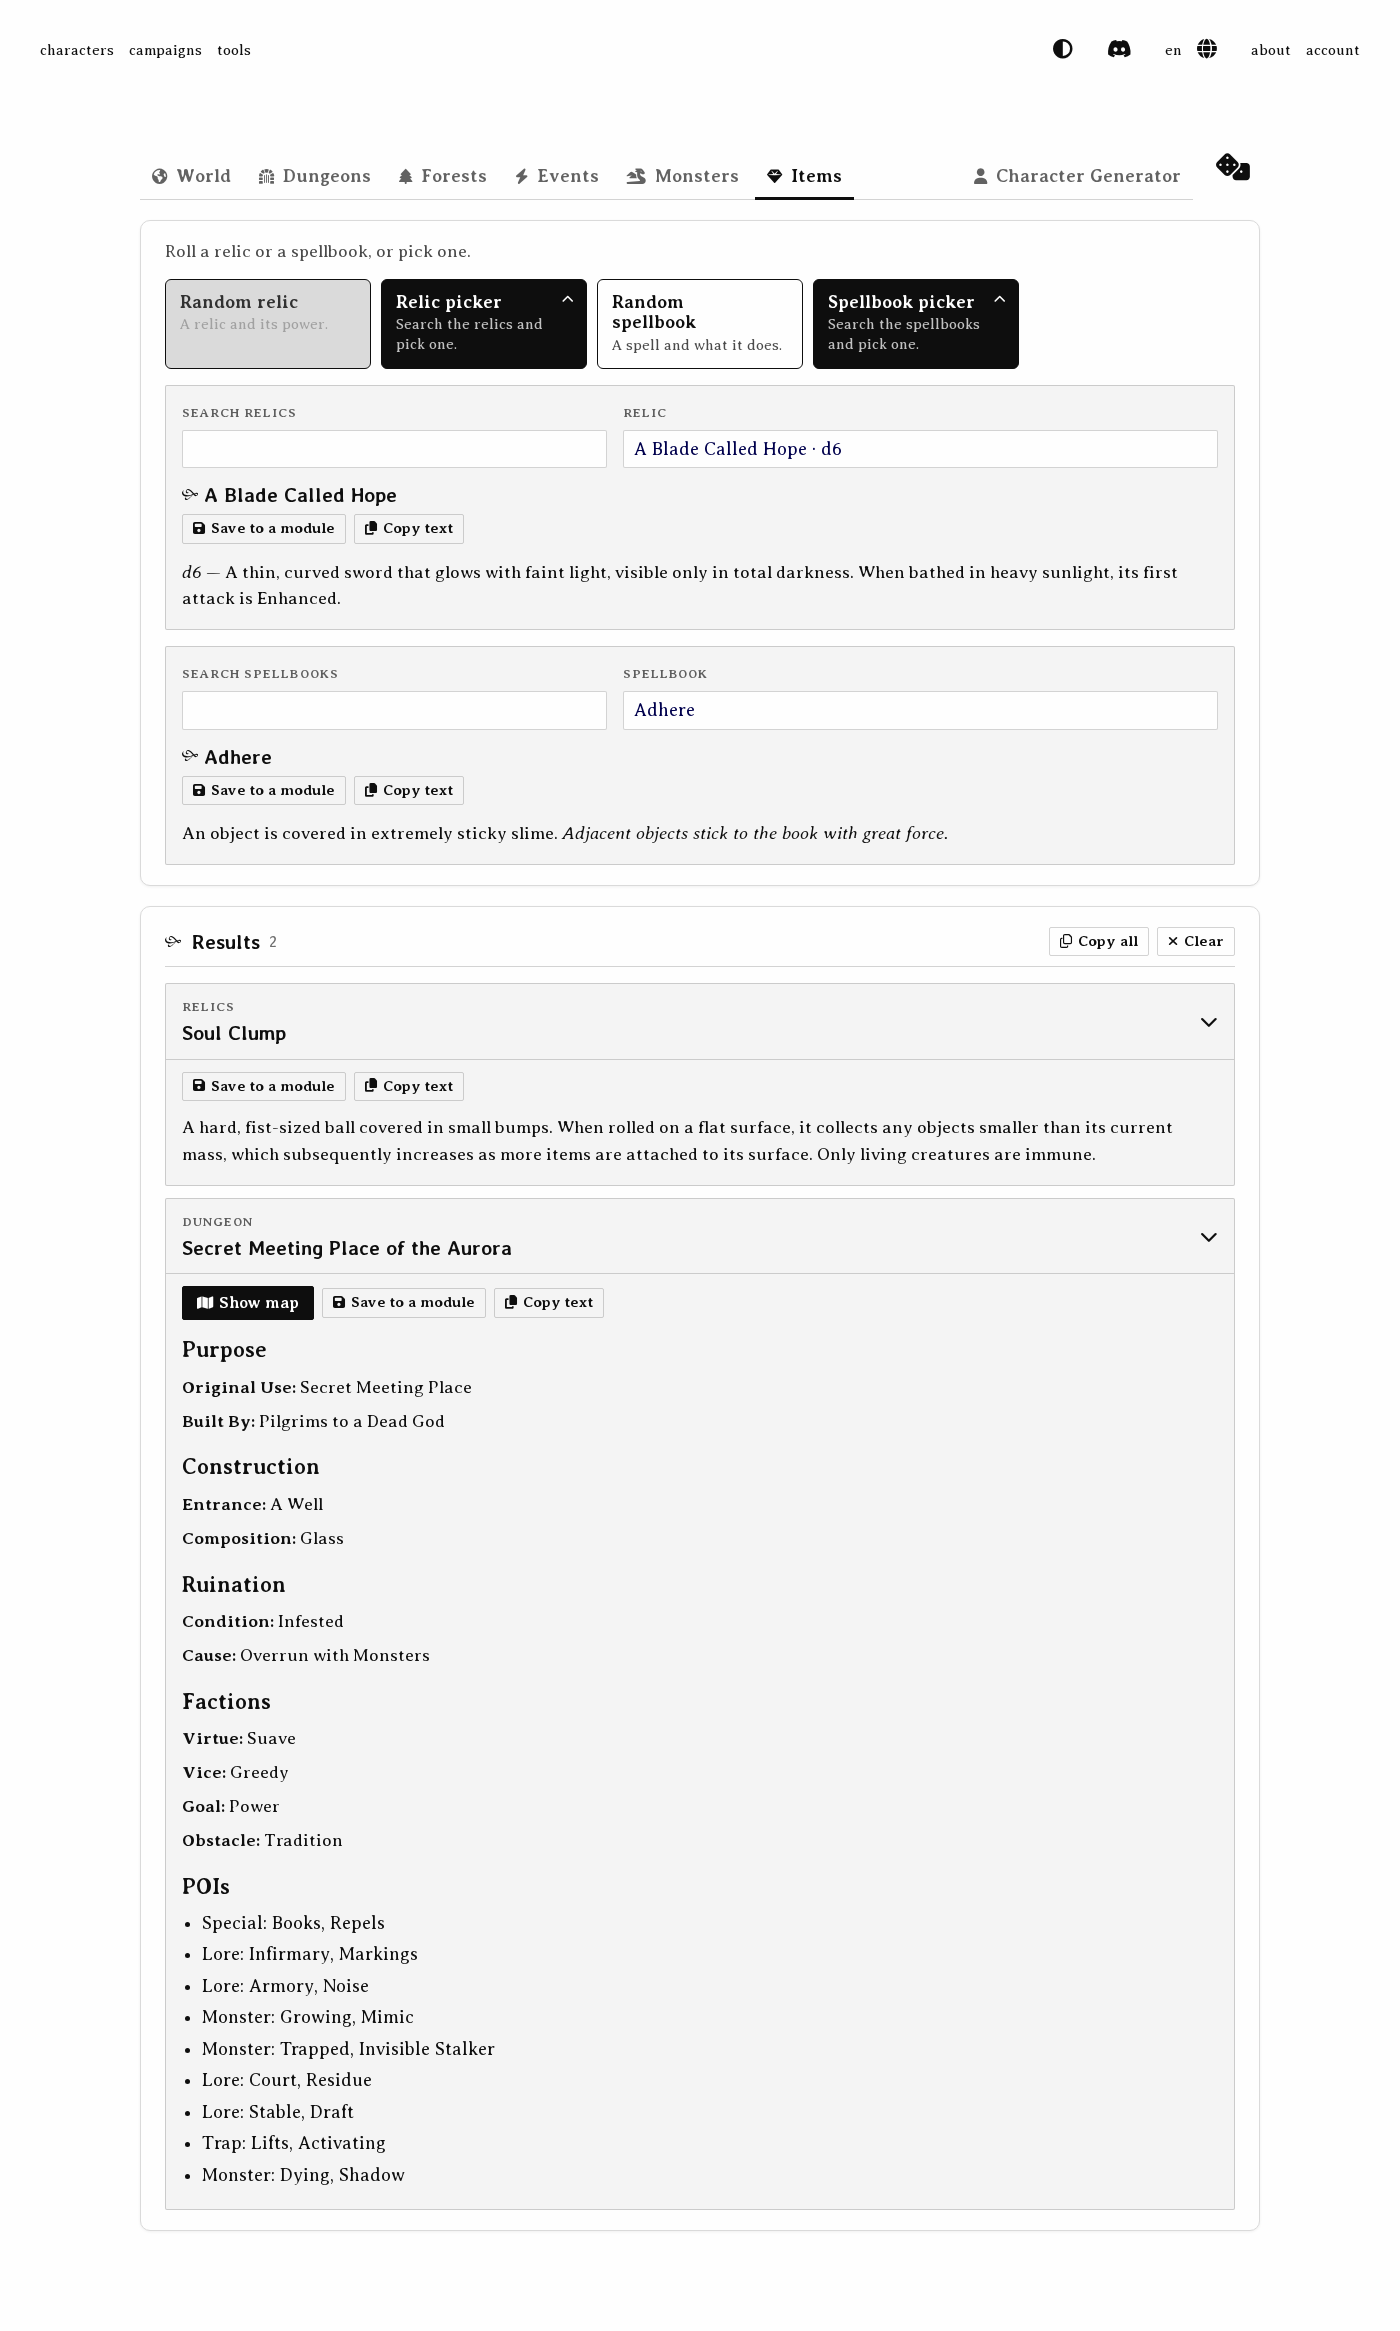 characters campaigns tools en about account
World Dungeons Forests Events Monsters Items Character Generator
Roll a relic or a spellbook, or pick one.
Random relic
A relic and its power.
Relic picker
Search the relics and
pick one.
Random
spellbook
A spell and what it does.
Spellbook picker
Search the spellbooks
and pick one.
SEARCH RELICS
RELIC
A Blade Called Hope · d6
A Blade Called Hope
Save to a module Copy text
d6 — A thin, curved sword that glows with faint light, visible only in total darkness. When bathed in heavy sunlight, its first
attack is Enhanced.
SEARCH SPELLBOOKS
SPELLBOOK
Adhere
Adhere
Save to a module Copy text
An object is covered in extremely sticky slime. Adjacent objects stick to the book with great force.
Results 2 Copy all Clear
RELICS
Soul Clump
Save to a module Copy text
A hard, fist-sized ball covered in small bumps. When rolled on a flat surface, it collects any objects smaller than its current
mass, which subsequently increases as more items are attached to its surface. Only living creatures are immune.
DUNGEON
Secret Meeting Place of the Aurora
Show map Save to a module Copy text
Purpose
Original Use: Secret Meeting Place
Built By: Pilgrims to a Dead God
Construction
Entrance: A Well
Composition: Glass
Ruination
Condition: Infested
Cause: Overrun with Monsters
Factions
Virtue: Suave
Vice: Greedy
Goal: Power
Obstacle: Tradition
POIs
• Special: Books, Repels
• Lore: Infirmary, Markings
• Lore: Armory, Noise
• Monster: Growing, Mimic
• Monster: Trapped, Invisible Stalker
• Lore: Court, Residue
• Lore: Stable, Draft
• Trap: Lifts, Activating
• Monster: Dying, Shadow